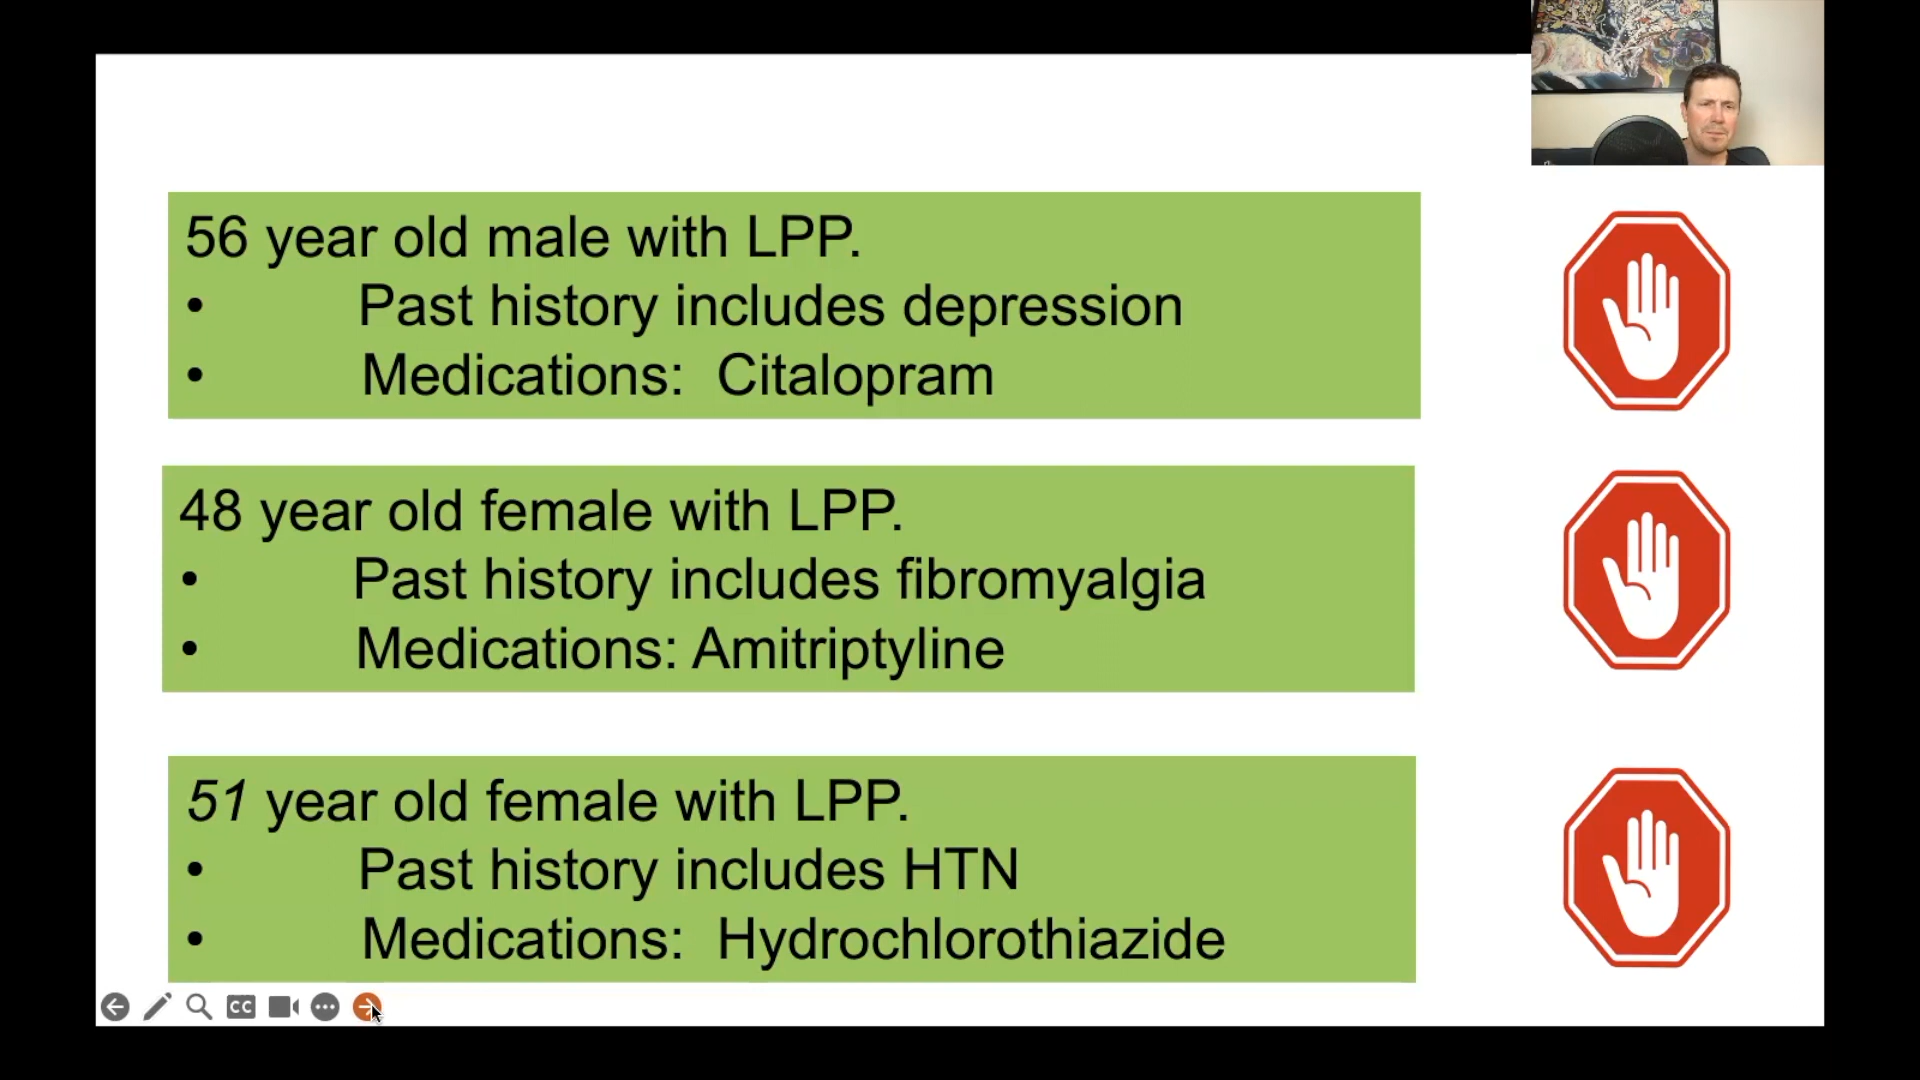 56 year old male with LPP.
• Past history includes depression
• Medications: Citalopram
48 year old female with LPP.
• Past history includes fibromyalgia
• Medications: Amitriptyline
51 year old female with LPP.
• Past history includes HTN
• Medications: Hydrochlorothiazide
CC